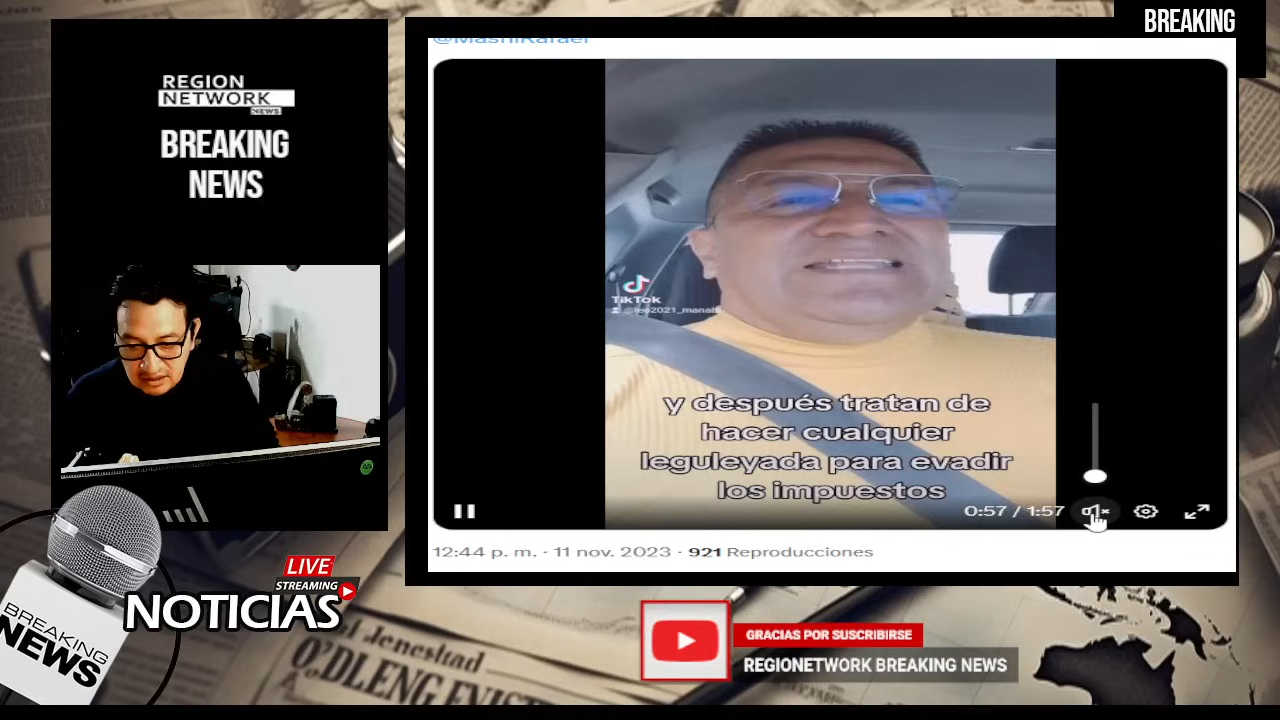 BREAKING
REGION
NETWORK
NEWS
BREAKING
NEWS
@MashiRafael
TikTok
y después tratan de
hacer cualquier
leguleyada para evadir
los impuestos
0:57 / 1:57
12:44 p. m. · 11 nov. 2023 · 921 Reproducciones
LIVE
STREAMING
NOTICIAS
BREAKING
NEWS
GRACIAS POR SUSCRIBIRSE
REGIONETWORK BREAKING NEWS